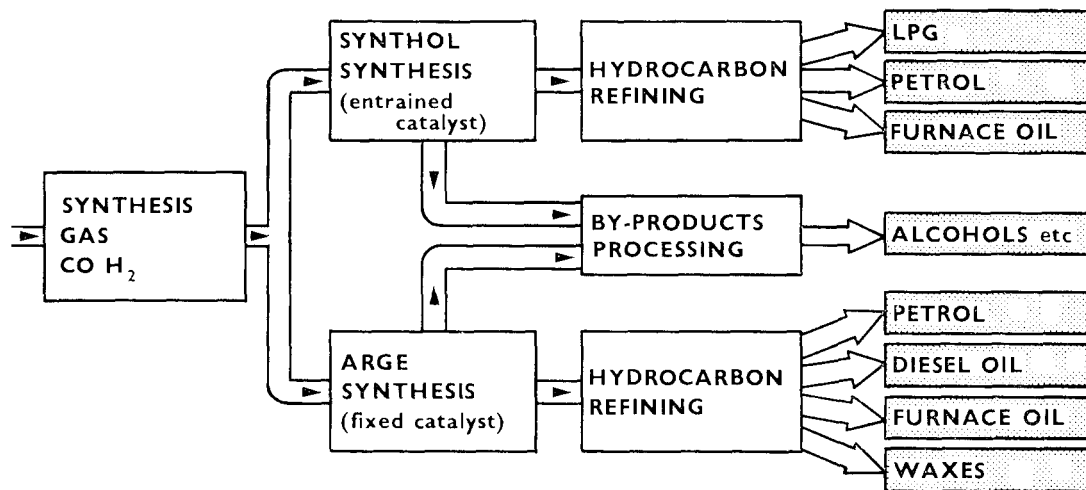 SYNTHESIS
GAS
CO H₂
SYNTHOL
SYNTHESIS
(entrained
catalyst)
HYDROCARBON
REFINING
LPG
PETROL
FURNACE OIL
BY-PRODUCTS
PROCESSING
ALCOHOLS etc
ARGE
SYNTHESIS
(fixed catalyst)
HYDROCARBON
REFINING
PETROL
DIESEL OIL
FURNACE OIL
WAXES